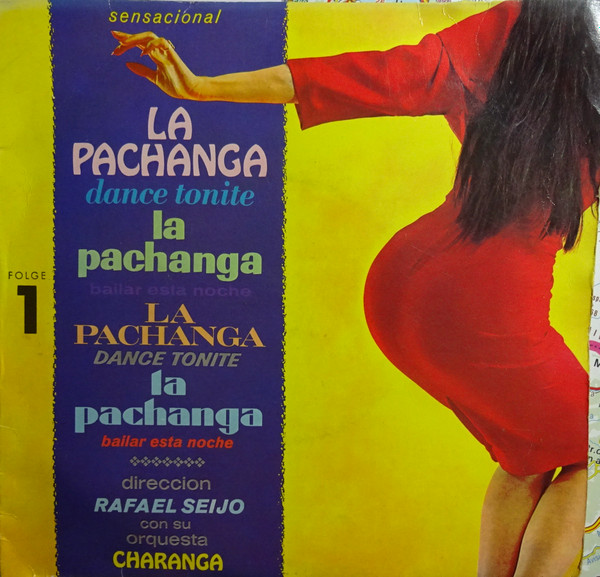 sensacional
LA
PACHANGA
dance tonite
la
pachanga
bailar esta noche
LA
PACHANGA
DANCE TONITE
la
pachanga
bailar esta noche
direccion
RAFAEL SEIJO
con su
orquesta
CHARANGA
FOLGE
1